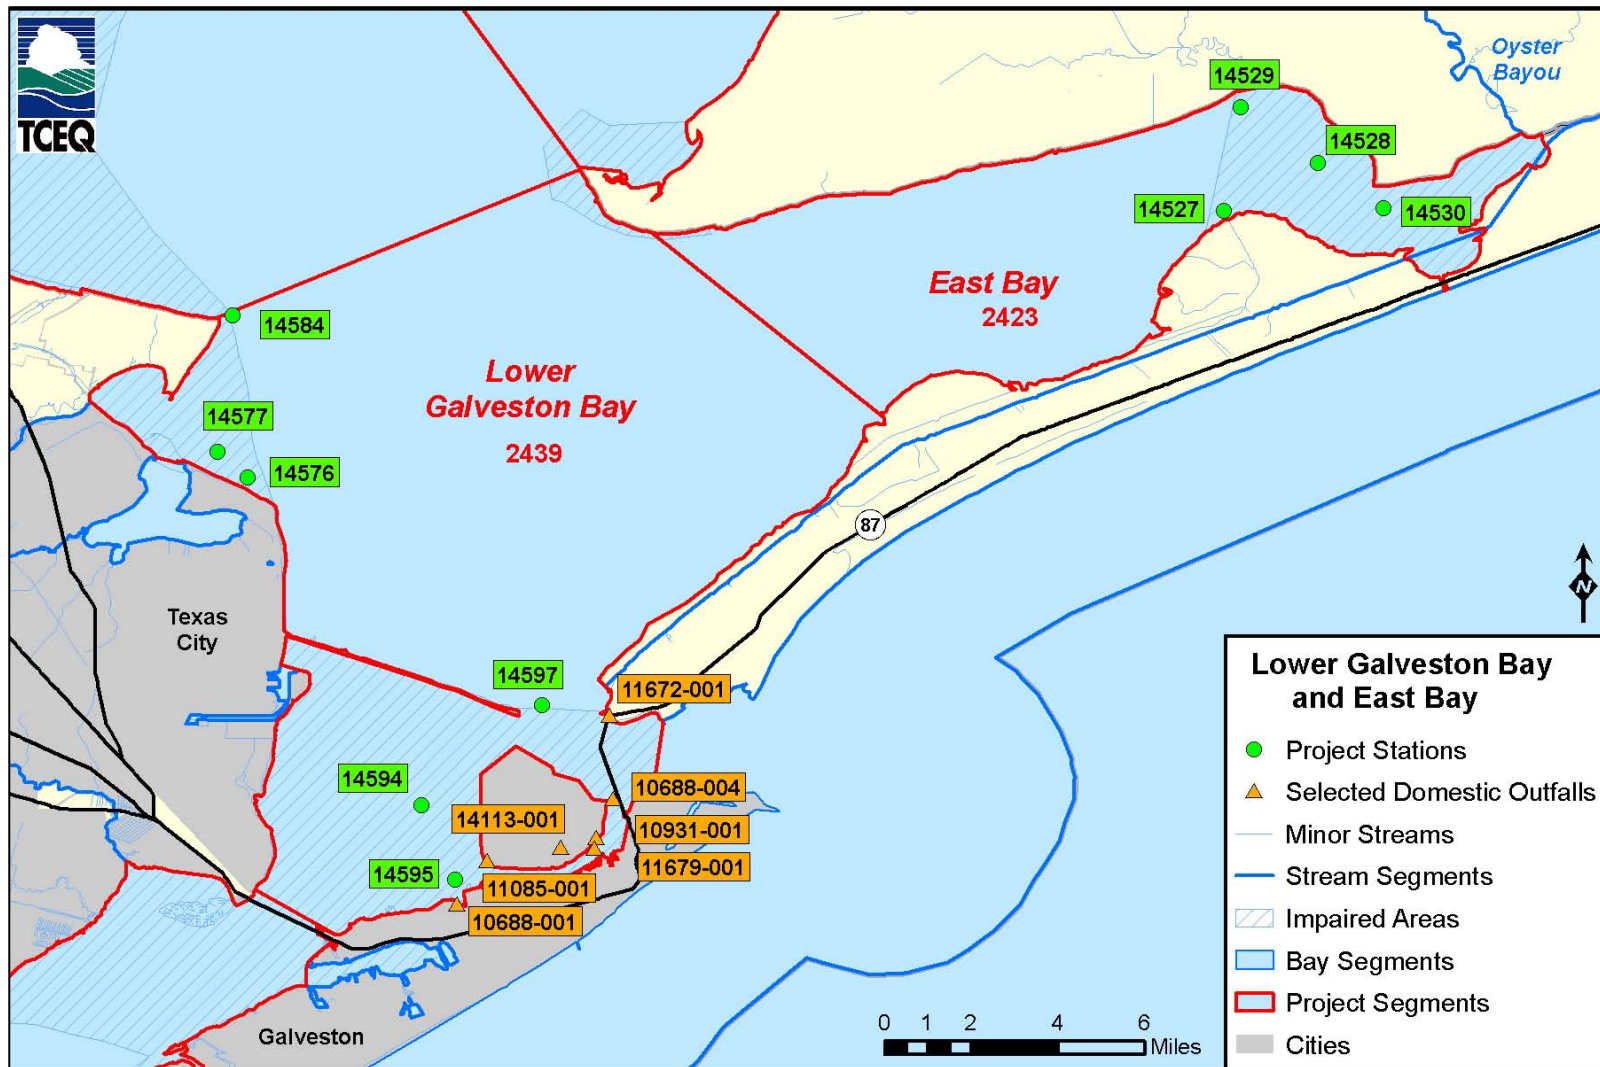 TCEQ
Oyster
Bayou
14529
14528
14527
14530
East Bay
2423
14584
Lower
Galveston Bay
2439
14577
14576
87
N
Texas
City
14597
11672-001
14594
10688-004
14113-001
10931-001
11679-001
14595
11085-001
10688-001
Galveston
0 1 2 4 6
Miles
Lower Galveston Bay
and East Bay
Project Stations
Selected Domestic Outfalls
Minor Streams
Stream Segments
Impaired Areas
Bay Segments
Project Segments
Cities